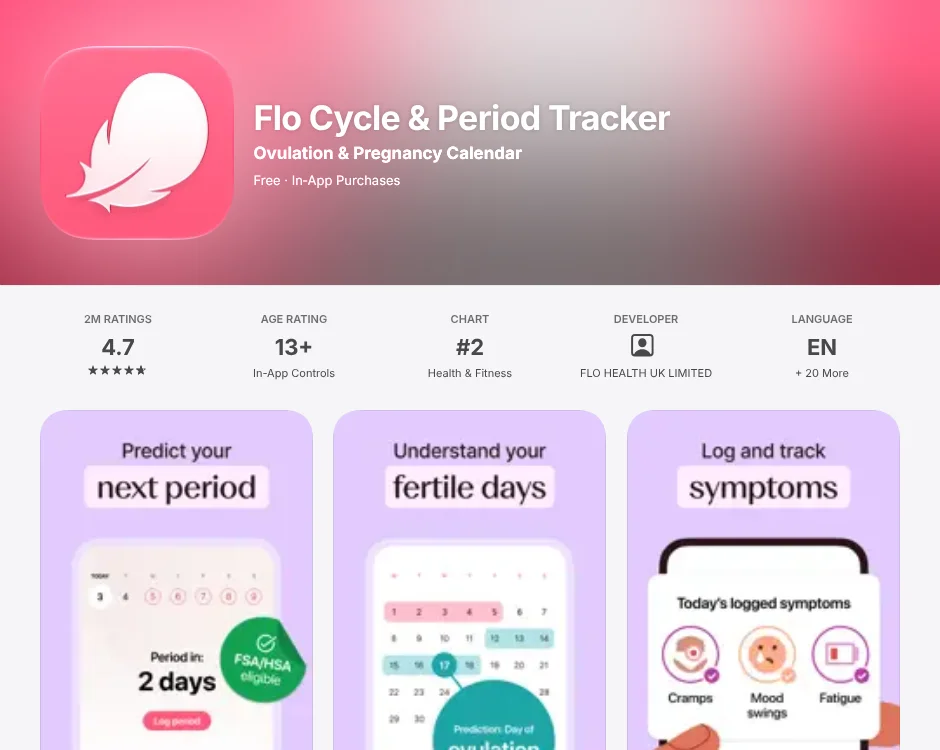 Flo Cycle & Period Tracker
Ovulation & Pregnancy Calendar
Free · In-App Purchases
2M RATINGS
4.7
AGE RATING
13+
In-App Controls
CHART
#2
Health & Fitness
DEVELOPER
FLO HEALTH UK LIMITED
LANGUAGE
EN
+ 20 More
Predict your
next period
TODAY
3 4 5 6 7 8 9
Period in:
2 days
FSA/HSA
eligible
Log period
Understand your
fertile days
1 2 3 4 5 6 7
8 9 10 11 12 13 14
15 16 17 18 19 20 21
22 23 24 28
29 30
Prediction: Day of
ovulation
Log and track
symptoms
Today's logged symptoms
Cramps
Mood
swings
Fatigue